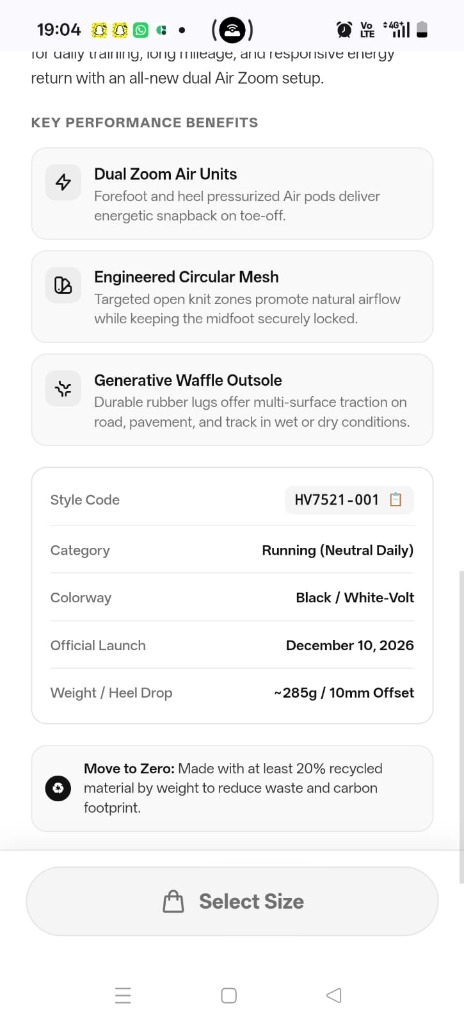 19:04
Vo
LTE
4G+
for daily training, long mileage, and responsive energy
return with an all-new dual Air Zoom setup.
KEY PERFORMANCE BENEFITS
Dual Zoom Air Units
Forefoot and heel pressurized Air pods deliver
energetic snapback on toe-off.
Engineered Circular Mesh
Targeted open knit zones promote natural airflow
while keeping the midfoot securely locked.
Generative Waffle Outsole
Durable rubber lugs offer multi-surface traction on
road, pavement, and track in wet or dry conditions.
Style Code HV7521-001
Category Running (Neutral Daily)
Colorway Black / White-Volt
Official Launch December 10, 2026
Weight / Heel Drop ~285g / 10mm Offset
Move to Zero: Made with at least 20% recycled
material by weight to reduce waste and carbon
footprint.
Select Size